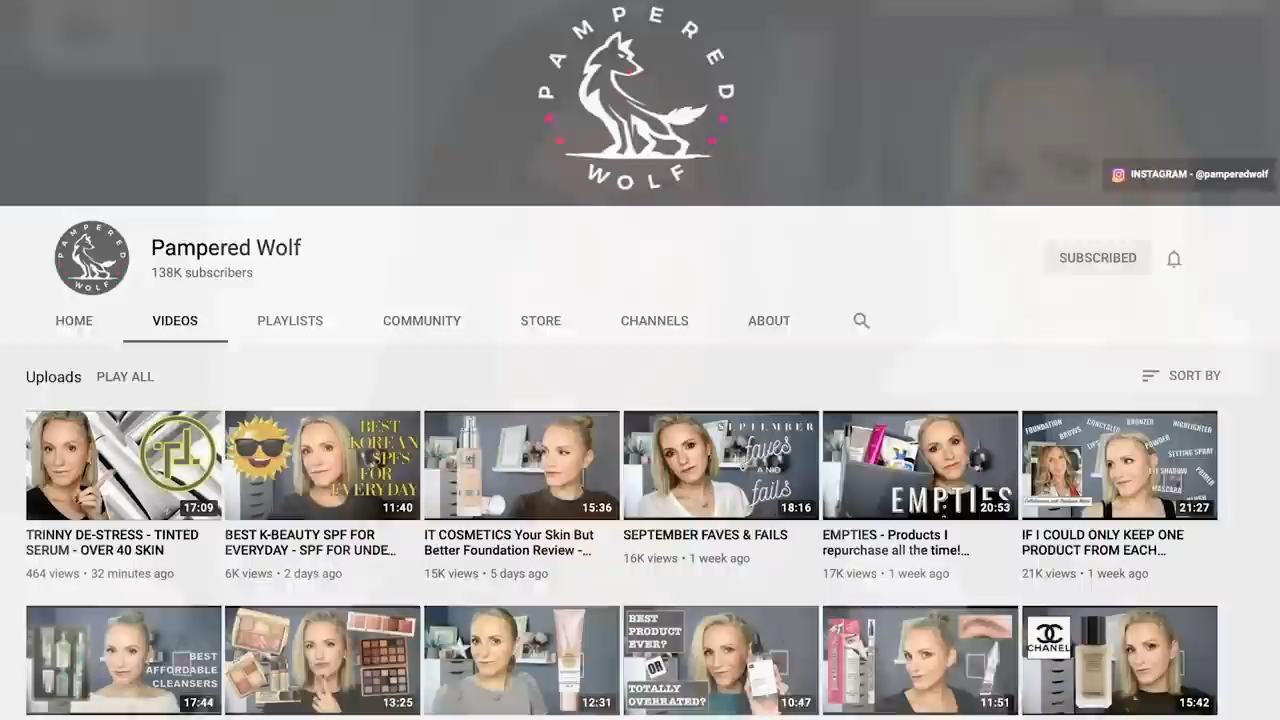 PAMPERED
WOLF
INSTAGRAM - @pamperedwolf
PAMPERED
WOLF
Pampered Wolf
138K subscribers
SUBSCRIBED
HOME
VIDEOS
PLAYLISTS
COMMUNITY
STORE
CHANNELS
ABOUT
Uploads
PLAY ALL
SORT BY
17:09
BEST
KOREAN
SPFS
FOR
EVERYDAY
11:40
15:36
SEPTEMBER
faves
& NIO
fails
18:16
EMPTIES
20:53
FOUNDATION
BROWS
CONCEALER
BRONZER
HIGHLIGHTER
POWDER
SETTING SPRAY
PRIMER
MASCARA
21:27
TRINNY DE-STRESS - TINTED
SERUM - OVER 40 SKIN
464 views • 32 minutes ago
BEST K-BEAUTY SPF FOR
EVERYDAY - SPF FOR UNDE...
6K views • 2 days ago
IT COSMETICS Your Skin But
Better Foundation Review -...
15K views • 5 days ago
SEPTEMBER FAVES & FAILS
16K views • 1 week ago
EMPTIES - Products I
repurchase all the time!...
17K views • 1 week ago
IF I COULD ONLY KEEP ONE
PRODUCT FROM EACH...
21K views • 1 week ago
BEST
AFFORDABLE
CLEANSERS
17:44
13:25
12:31
BEST
PRODUCT
EVER?
OR
TOTALLY
OVERRATED?
10:47
11:51
CHANEL
15:42